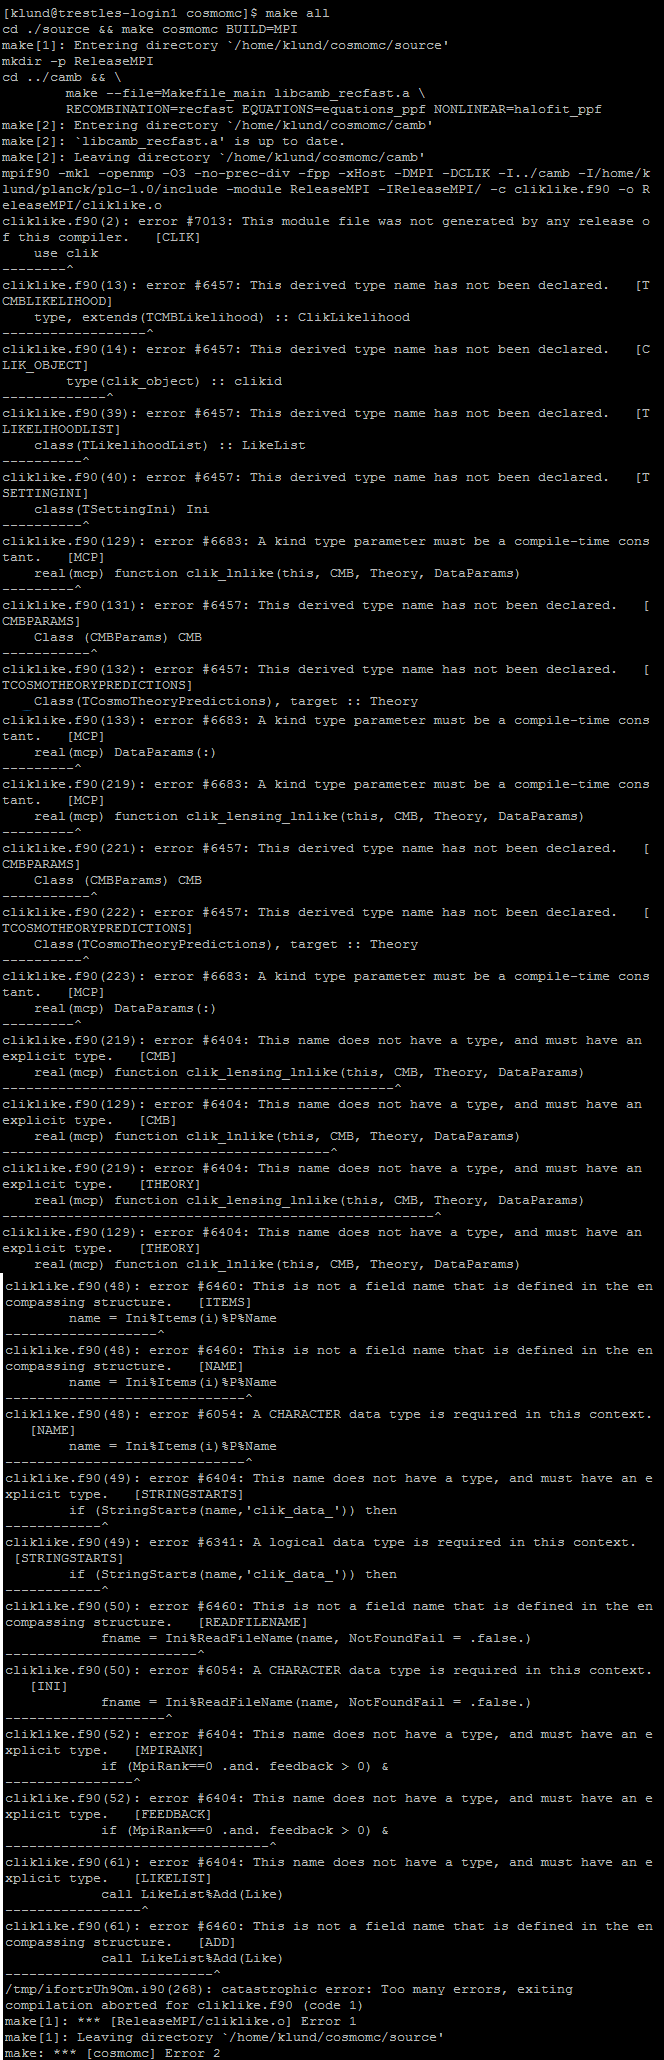 [klund@trestles-login1 cosmomc]$ make all
cd ./source && make cosmomc BUILD=MPI
make[1]: Entering directory `/home/klund/cosmomc/source'
mkdir -p ReleaseMPI
cd ../camb && \
        make --file=Makefile_main libcamb_recfast.a \
        RECOMBINATION=recfast EQUATIONS=equations_ppf NONLINEAR=halofit_ppf
make[2]: Entering directory `/home/klund/cosmomc/camb'
make[2]: `libcamb_recfast.a' is up to date.
make[2]: Leaving directory `/home/klund/cosmomc/camb'
mpif90 -mkl -openmp -O3 -no-prec-div -fpp -xHost -DMPI -DCLIK -I../camb -I/home/k
lund/planck/plc-1.0/include -module ReleaseMPI -IReleaseMPI/ -c cliklike.f90 -o R
eleaseMPI/cliklike.o
cliklike.f90(2): error #7013: This module file was not generated by any release o
f this compiler.   [CLIK]
    use clik
--------^
cliklike.f90(13): error #6457: This derived type name has not been declared.   [T
CMBLIKELIHOOD]
    type, extends(TCMBLikelihood) :: ClikLikelihood
------------------^
cliklike.f90(14): error #6457: This derived type name has not been declared.   [C
LIK_OBJECT]
        type(clik_object) :: clikid
-------------^
cliklike.f90(39): error #6457: This derived type name has not been declared.   [T
LIKELIHOODLIST]
    class(TLikelihoodList) :: LikeList
----------^
cliklike.f90(40): error #6457: This derived type name has not been declared.   [T
SETTINGINI]
    class(TSettingIni) Ini
----------^
cliklike.f90(129): error #6683: A kind type parameter must be a compile-time cons
tant.   [MCP]
    real(mcp) function clik_lnlike(this, CMB, Theory, DataParams)
---------^
cliklike.f90(131): error #6457: This derived type name has not been declared.   [
CMBPARAMS]
    Class (CMBParams) CMB
-----------^
cliklike.f90(132): error #6457: This derived type name has not been declared.   [
TCOSMOTHEORYPREDICTIONS]
    Class(TCosmoTheoryPredictions), target :: Theory
cliklike.f90(133): error #6683: A kind type parameter must be a compile-time cons
tant.   [MCP]
    real(mcp) DataParams(:)
---------^
cliklike.f90(219): error #6683: A kind type parameter must be a compile-time cons
tant.   [MCP]
    real(mcp) function clik_lensing_lnlike(this, CMB, Theory, DataParams)
---------^
cliklike.f90(221): error #6457: This derived type name has not been declared.   [
CMBPARAMS]
    Class (CMBParams) CMB
-----------^
cliklike.f90(222): error #6457: This derived type name has not been declared.   [
TCOSMOTHEORYPREDICTIONS]
    Class(TCosmoTheoryPredictions), target :: Theory
----------^
cliklike.f90(223): error #6683: A kind type parameter must be a compile-time cons
tant.   [MCP]
    real(mcp) DataParams(:)
---------^
cliklike.f90(219): error #6404: This name does not have a type, and must have an
explicit type.   [CMB]
    real(mcp) function clik_lensing_lnlike(this, CMB, Theory, DataParams)
-------------------------------------------------^
cliklike.f90(129): error #6404: This name does not have a type, and must have an
explicit type.   [CMB]
    real(mcp) function clik_lnlike(this, CMB, Theory, DataParams)
-----------------------------------------^
cliklike.f90(219): error #6404: This name does not have a type, and must have an
explicit type.   [THEORY]
    real(mcp) function clik_lensing_lnlike(this, CMB, Theory, DataParams)
------------------------------------------------------^
cliklike.f90(129): error #6404: This name does not have a type, and must have an
explicit type.   [THEORY]
    real(mcp) function clik_lnlike(this, CMB, Theory, DataParams)
cliklike.f90(48): error #6460: This is not a field name that is defined in the en
compassing structure.   [ITEMS]
        name = Ini%Items(i)%P%Name
-------------------^
cliklike.f90(48): error #6460: This is not a field name that is defined in the en
compassing structure.   [NAME]
        name = Ini%Items(i)%P%Name
------------------------------^
cliklike.f90(48): error #6054: A CHARACTER data type is required in this context.
   [NAME]
        name = Ini%Items(i)%P%Name
------------------------------^
cliklike.f90(49): error #6404: This name does not have a type, and must have an e
xplicit type.   [STRINGSTARTS]
        if (StringStarts(name,'clik_data_')) then
------------^
cliklike.f90(49): error #6341: A logical data type is required in this context.
 [STRINGSTARTS]
        if (StringStarts(name,'clik_data_')) then
------------^
cliklike.f90(50): error #6460: This is not a field name that is defined in the en
compassing structure.   [READFILENAME]
            fname = Ini%ReadFileName(name, NotFoundFail = .false.)
------------------------^
cliklike.f90(50): error #6054: A CHARACTER data type is required in this context.
   [INI]
            fname = Ini%ReadFileName(name, NotFoundFail = .false.)
--------------------^
cliklike.f90(52): error #6404: This name does not have a type, and must have an e
xplicit type.   [MPIRANK]
            if (MpiRank==0 .and. feedback > 0) &
----------------^
cliklike.f90(52): error #6404: This name does not have a type, and must have an e
xplicit type.   [FEEDBACK]
            if (MpiRank==0 .and. feedback > 0) &
---------------------------------^
cliklike.f90(61): error #6404: This name does not have a type, and must have an e
xplicit type.   [LIKELIST]
            call LikeList%Add(Like)
-----------------^
cliklike.f90(61): error #6460: This is not a field name that is defined in the en
compassing structure.   [ADD]
            call LikeList%Add(Like)
--------------------------^
/tmp/ifortrUh9Om.i90(268): catastrophic error: Too many errors, exiting
compilation aborted for cliklike.f90 (code 1)
make[1]: *** [ReleaseMPI/cliklike.o] Error 1
make[1]: Leaving directory `/home/klund/cosmomc/source'
make: *** [cosmomc] Error 2